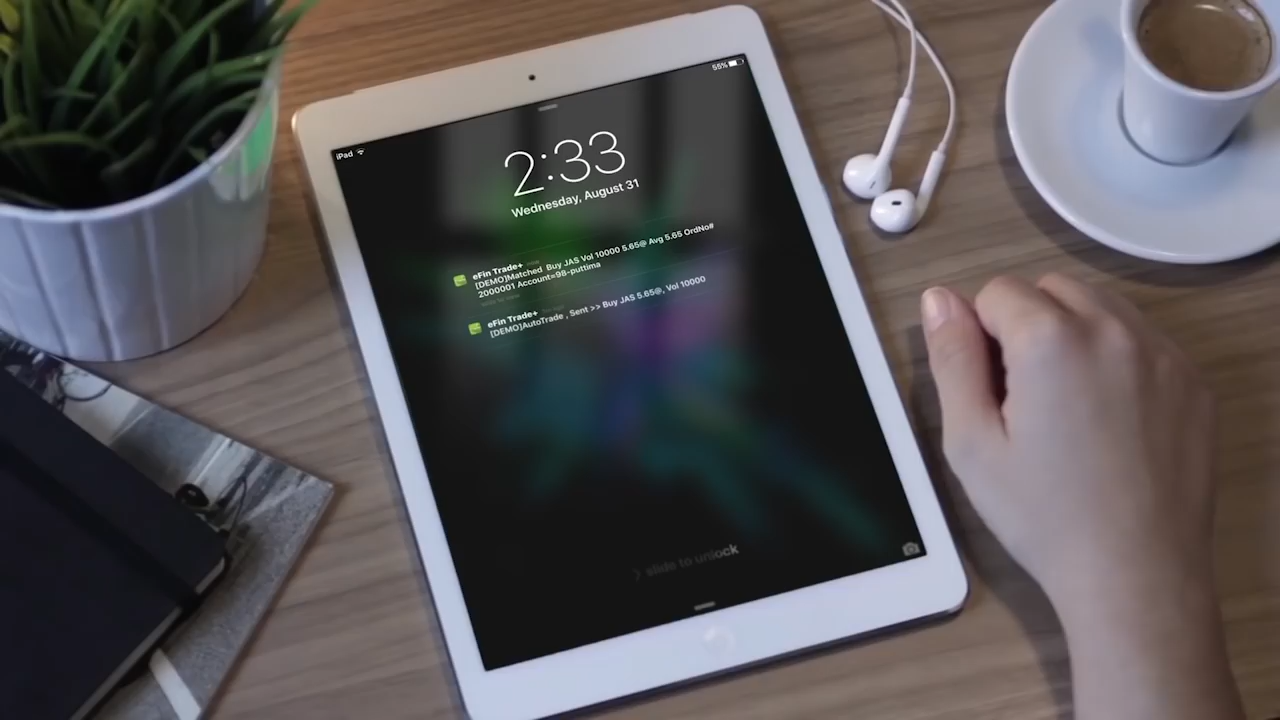 iPad
55%
2:33
Wednesday, August 31
eFin Trade+
[DEMO]Matched Buy JAS Vol 10000 5.65@ Avg 5.65 OrdNo#
2000001 Account=98-puttima
eFin Trade+
[DEMO]AutoTrade , Sent >> Buy JAS 5.65@, Vol 10000
> slide to unlock